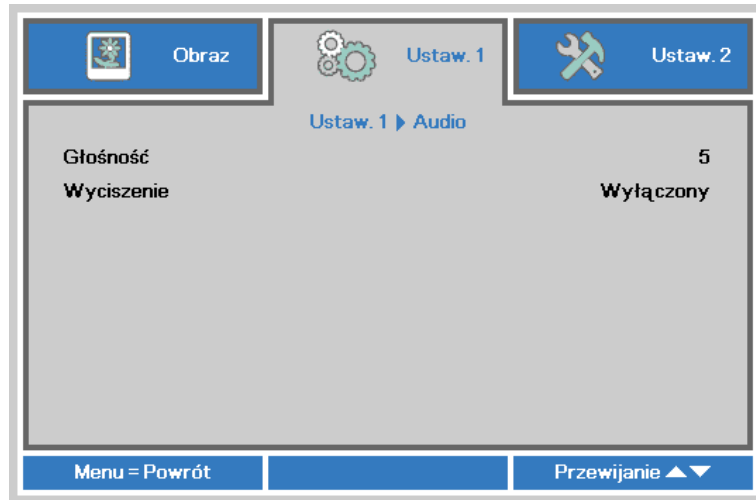 Obraz
Ustaw. 1
Ustaw. 2
Ustaw. 1 ▶ Audio
Głośność 5
Wyciszenie Wyłączony
Menu = Powrót
Przewijanie ▲▼